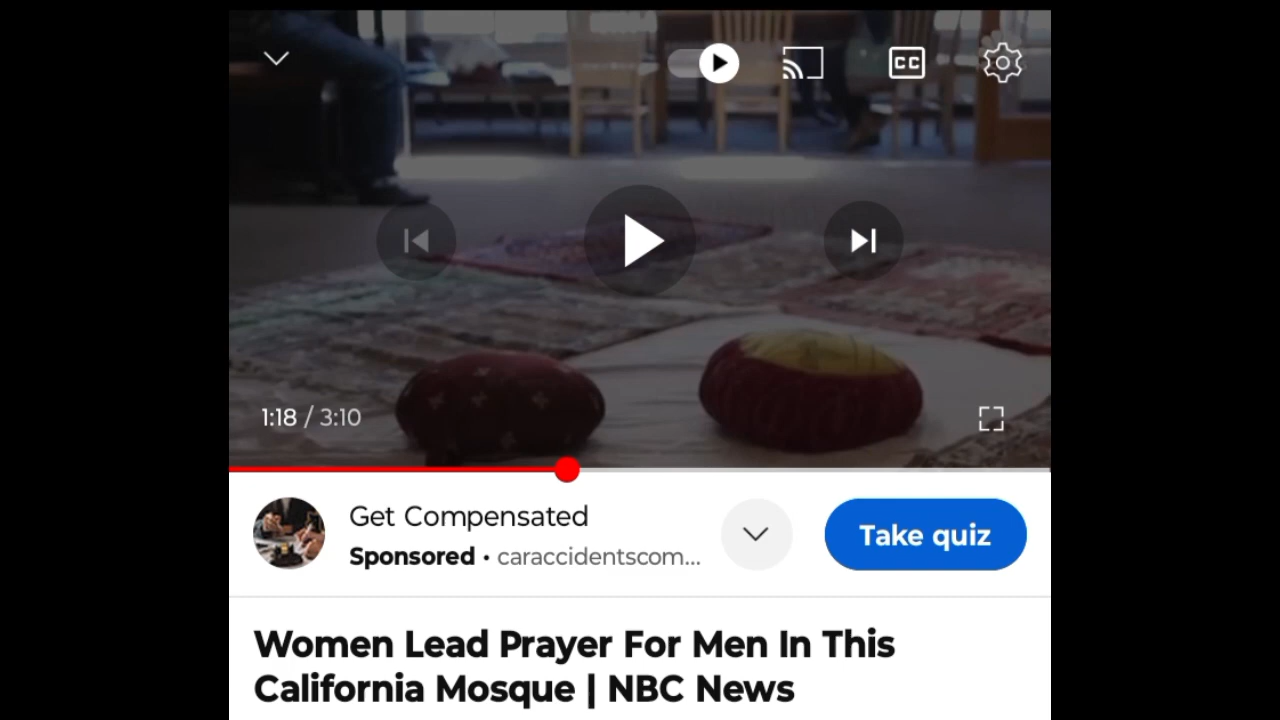 CC
1:18 / 3:10
Get Compensated
Sponsored • caraccidentscom...
Take quiz
Women Lead Prayer For Men In This
California Mosque | NBC News